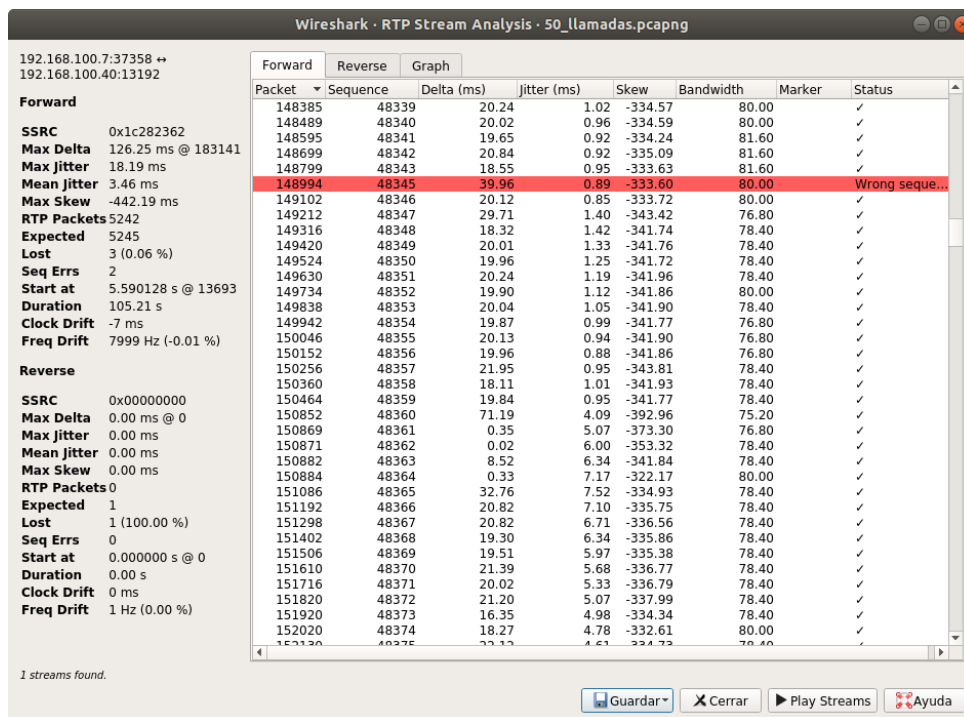 Wireshark · RTP Stream Analysis · 50_llamadas.pcapng
192.168.100.7:37358 ↔
192.168.100.40:13192
Forward
SSRC 0x1c282362
Max Delta 126.25 ms @ 183141
Max Jitter 18.19 ms
Mean Jitter 3.46 ms
Max Skew -442.19 ms
RTP Packets 5242
Expected 5245
Lost 3 (0.06 %)
Seq Errs 2
Start at 5.590128 s @ 13693
Duration 105.21 s
Clock Drift -7 ms
Freq Drift 7999 Hz (-0.01 %)
Reverse
SSRC 0x00000000
Max Delta 0.00 ms @ 0
Max Jitter 0.00 ms
Mean Jitter 0.00 ms
Max Skew 0.00 ms
RTP Packets 0
Expected 1
Lost 1 (100.00 %)
Seq Errs 0
Start at 0.000000 s @ 0
Duration 0.00 s
Clock Drift 0 ms
Freq Drift 1 Hz (0.00 %)
1 streams found.
Forward Reverse Graph
Packet Sequence Delta (ms) Jitter (ms) Skew Bandwidth Marker Status
148385 48339 20.24 1.02 -334.57 80.00 ✓
148489 48340 20.02 0.96 -334.59 80.00 ✓
148595 48341 19.65 0.92 -334.24 81.60 ✓
148699 48342 20.84 0.92 -335.09 81.60 ✓
148799 48343 18.55 0.95 -333.63 81.60 ✓
148994 48345 39.96 0.89 -333.60 80.00 Wrong seque...
149102 48346 20.12 0.85 -333.72 80.00 ✓
149212 48347 29.71 1.40 -343.42 76.80 ✓
149316 48348 18.32 1.42 -341.74 78.40 ✓
149420 48349 20.01 1.33 -341.76 78.40 ✓
149524 48350 19.96 1.25 -341.72 78.40 ✓
149630 48351 20.24 1.19 -341.96 78.40 ✓
149734 48352 19.90 1.12 -341.86 80.00 ✓
149838 48353 20.04 1.05 -341.90 76.80 ✓
149942 48354 19.87 0.99 -341.77 76.80 ✓
150046 48355 20.13 0.94 -341.90 76.80 ✓
150152 48356 19.96 0.88 -341.86 76.80 ✓
150256 48357 21.95 0.95 -343.81 78.40 ✓
150360 48358 18.11 1.01 -341.93 78.40 ✓
150464 48359 19.84 0.95 -341.77 78.40 ✓
150852 48360 71.19 4.09 -392.96 75.20 ✓
150869 48361 0.35 5.07 -373.30 76.80 ✓
150871 48362 0.02 6.00 -353.32 78.40 ✓
150882 48363 8.52 6.34 -341.84 78.40 ✓
150884 48364 0.33 7.17 -322.17 80.00 ✓
151086 48365 32.76 7.52 -334.93 78.40 ✓
151192 48366 20.82 7.10 -335.75 78.40 ✓
151298 48367 20.82 6.71 -336.56 78.40 ✓
151402 48368 19.30 6.34 -335.86 78.40 ✓
151506 48369 19.51 5.97 -335.38 78.40 ✓
151610 48370 21.39 5.68 -336.77 78.40 ✓
151716 48371 20.02 5.33 -336.79 78.40 ✓
151820 48372 21.20 5.07 -337.99 78.40 ✓
151920 48373 16.35 4.98 -334.34 78.40 ✓
152020 48374 18.27 4.78 -332.61 80.00 ✓
Guardar Cerrar Play Streams Ayuda